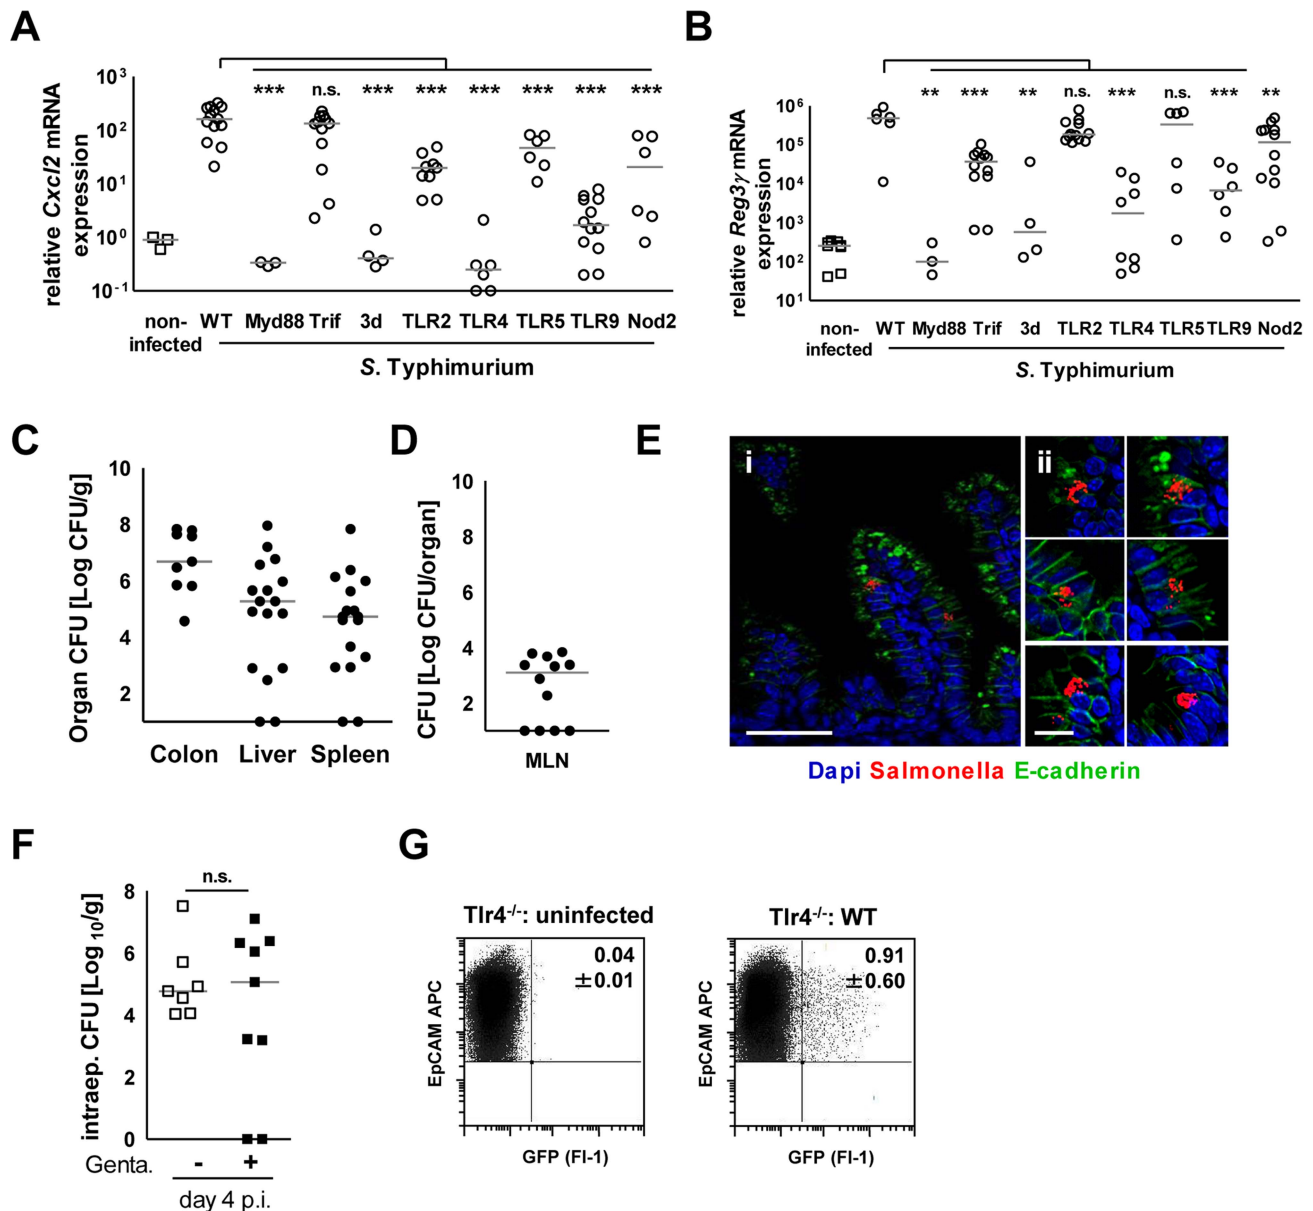 A
relative Cxcl2 mRNA
expression
10³
10²
10¹
10⁰
10⁻¹
*** n.s. *** *** *** *** *** ***
non-
infected
WT Myd88 Trif 3d TLR2 TLR4 TLR5 TLR9 Nod2
S. Typhimurium
B
relative Reg3γ mRNA
expression
10⁶
10⁵
10⁴
10³
10²
10¹
** *** ** n.s. *** n.s. *** **
non-
infected
WT Myd88 Trif 3d TLR2 TLR4 TLR5 TLR9 Nod2
S. Typhimurium
C
Organ CFU [Log CFU/g]
10
8
6
4
2
Colon Liver Spleen
D
CFU [Log CFU/organ]
10
8
6
4
2
MLN
E
i
ii
Dapi Salmonella E-cadherin
F
intraep. CFU [Log 10/g]
n.s.
8
6
4
2
0
Genta. - +
day 4 p.i.
G
Tlr4-/-: uninfected
0.04
±0.01
EpCAM APC
GFP (Fl-1)
Tlr4-/-: WT
0.91
±0.60
EpCAM APC
GFP (Fl-1)